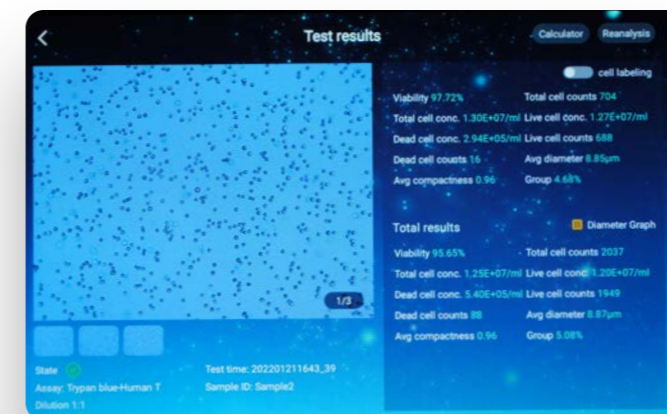 Test results
Calculator
Reanalysis
cell labeling
Viability 97.72% Total cell counts 704
Total cell conc. 1.30E+07/ml Live cell conc. 1.27E+07/ml
Dead cell conc. 2.94E+05/ml Live cell counts 688
Dead cell counts 16 Avg diameter 8.85μm
Avg compactness 0.96 Group 4.68%
Total results
Diameter Graph
Viability 95.65% Total cell counts 2037
Total cell conc. 1.25E+07/ml Live cell conc. 1.20E+07/ml
Dead cell conc. 5.40E+05/ml Live cell counts 1949
Dead cell counts 88 Avg diameter 8.87μm
Avg compactness 0.96 Group 5.08%
1/3
State Test time: 202201211643_39
Assay: Trypan blue-Human T Sample ID: Sample2
Dilution 1:1